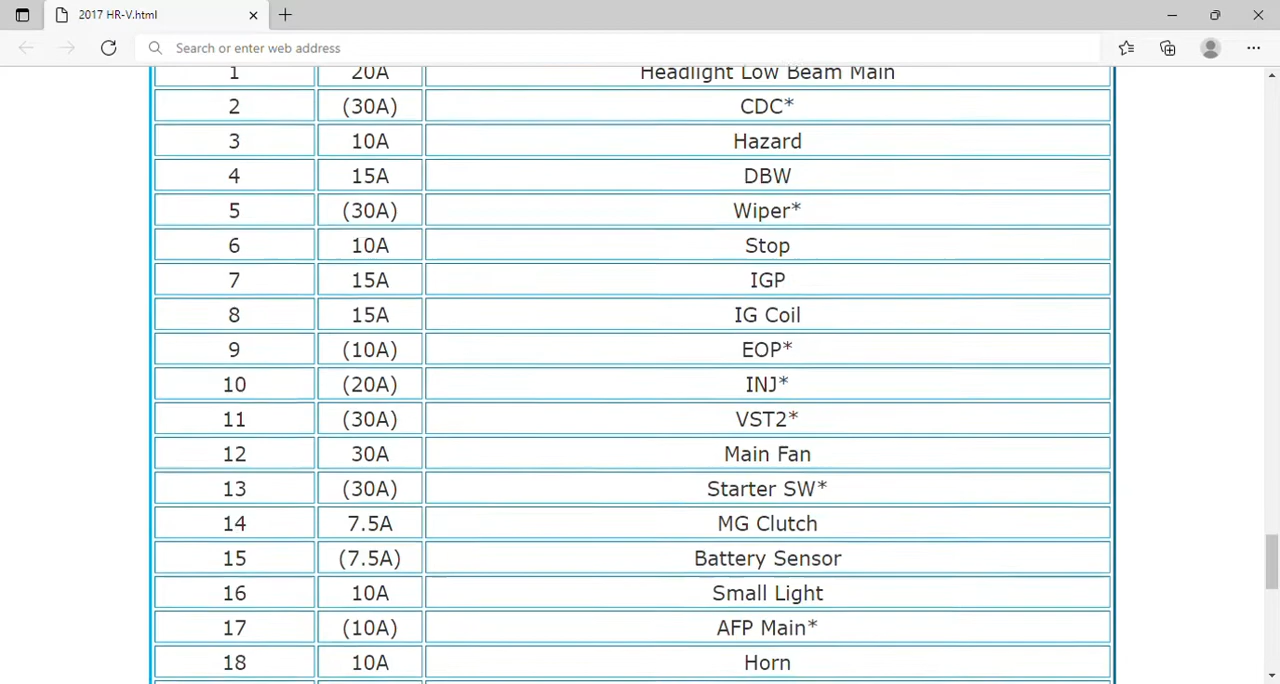 2017 HR-V.html
Search or enter web address
1 20A Headlight Low Beam Main
2 (30A) CDC*
3 10A Hazard
4 15A DBW
5 (30A) Wiper*
6 10A Stop
7 15A IGP
8 15A IG Coil
9 (10A) EOP*
10 (20A) INJ*
11 (30A) VST2*
12 30A Main Fan
13 (30A) Starter SW*
14 7.5A MG Clutch
15 (7.5A) Battery Sensor
16 10A Small Light
17 (10A) AFP Main*
18 10A Horn